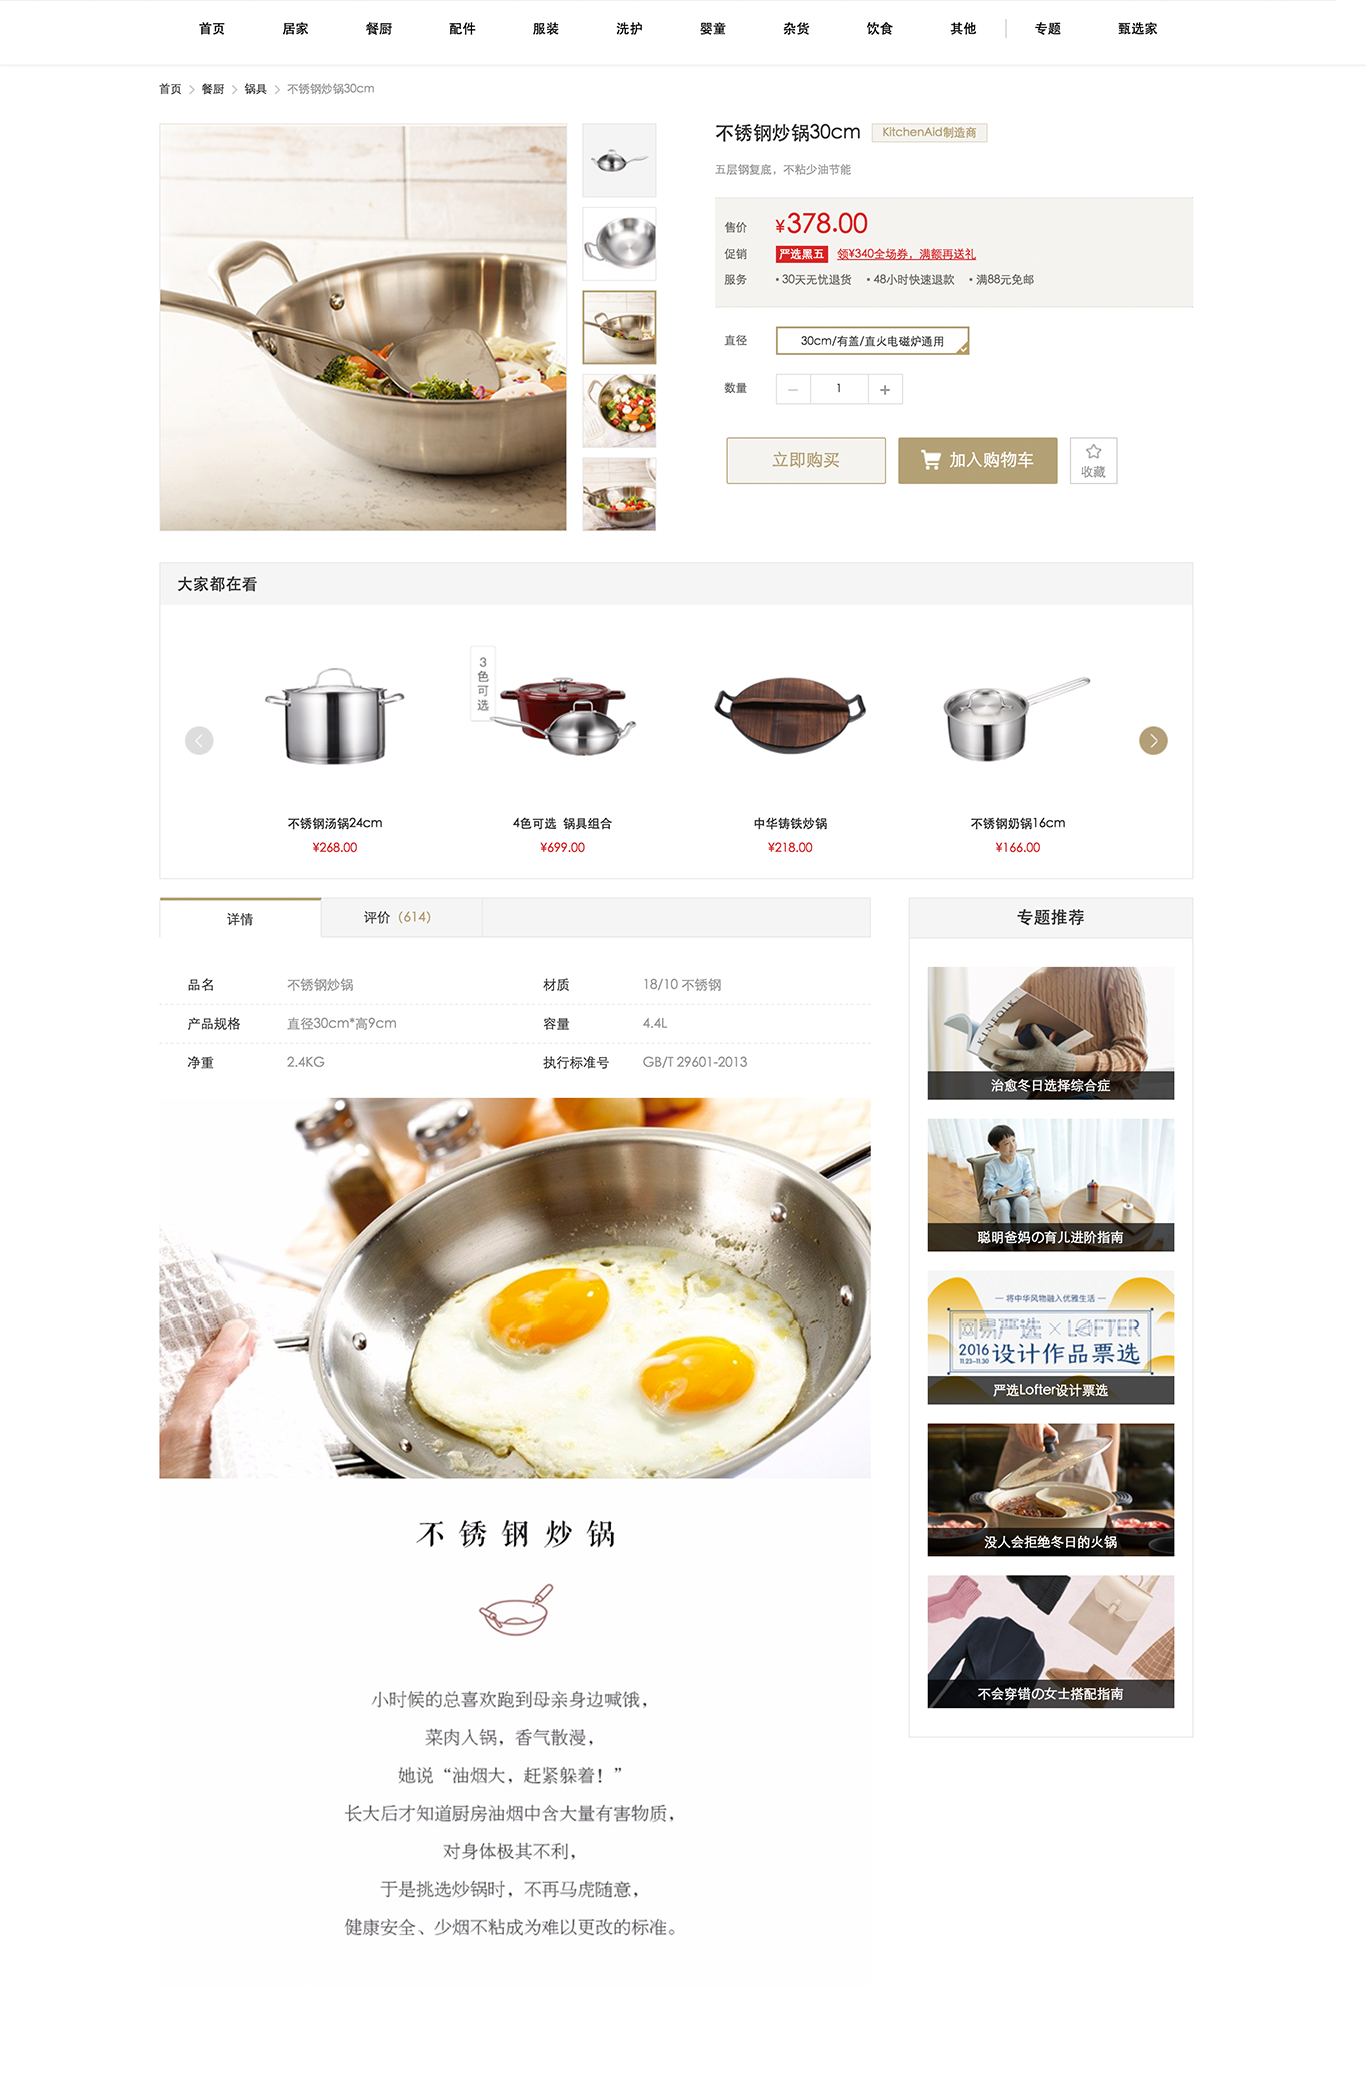 首页 居家 餐厨 配件 服装 洗护 婴童 杂货 饮食 其他 专题 甄选家
首页 > 餐厨 > 锅具 > 不锈钢炒锅30cm
不锈钢炒锅30cm KitchenAid制造商
五层钢复底，不粘少油节能
售价 ¥378.00
促销 严选黑五 领¥340全场券，满额再送礼
服务 • 30天无忧退货 • 48小时快速退款 • 满88元免邮
直径 30cm/有盖/直火电磁炉通用
数量 － 1 ＋
立即购买 加入购物车 收藏
大家都在看
3色可选
不锈钢汤锅24cm 4色可选 锅具组合 中华铸铁炒锅 不锈钢奶锅16cm
¥268.00 ¥699.00 ¥218.00 ¥166.00
详情 评价（614）
品名 不锈钢炒锅 材质 18/10 不锈钢
产品规格 直径30cm*高9cm 容量 4.4L
净重 2.4KG 执行标准号 GB/T 29601-2013
不锈钢炒锅
小时候的总喜欢跑到母亲身边喊饿，
菜肉入锅，香气散漫，
她说“油烟大，赶紧躲着！”
长大后才知道厨房油烟中含大量有害物质，
对身体极其不利，
于是挑选炒锅时，不再马虎随意，
健康安全、少烟不粘成为难以更改的标准。
专题推荐
KINFOLK
治愈冬日选择综合症
聪明爸妈の育儿进阶指南
— 将中华风物融入优雅生活 —
网易严选 × LOFTER
2016 设计作品票选
11.23-11.30
严选Lofter设计票选
没人会拒绝冬日的火锅
不会穿错の女士搭配指南